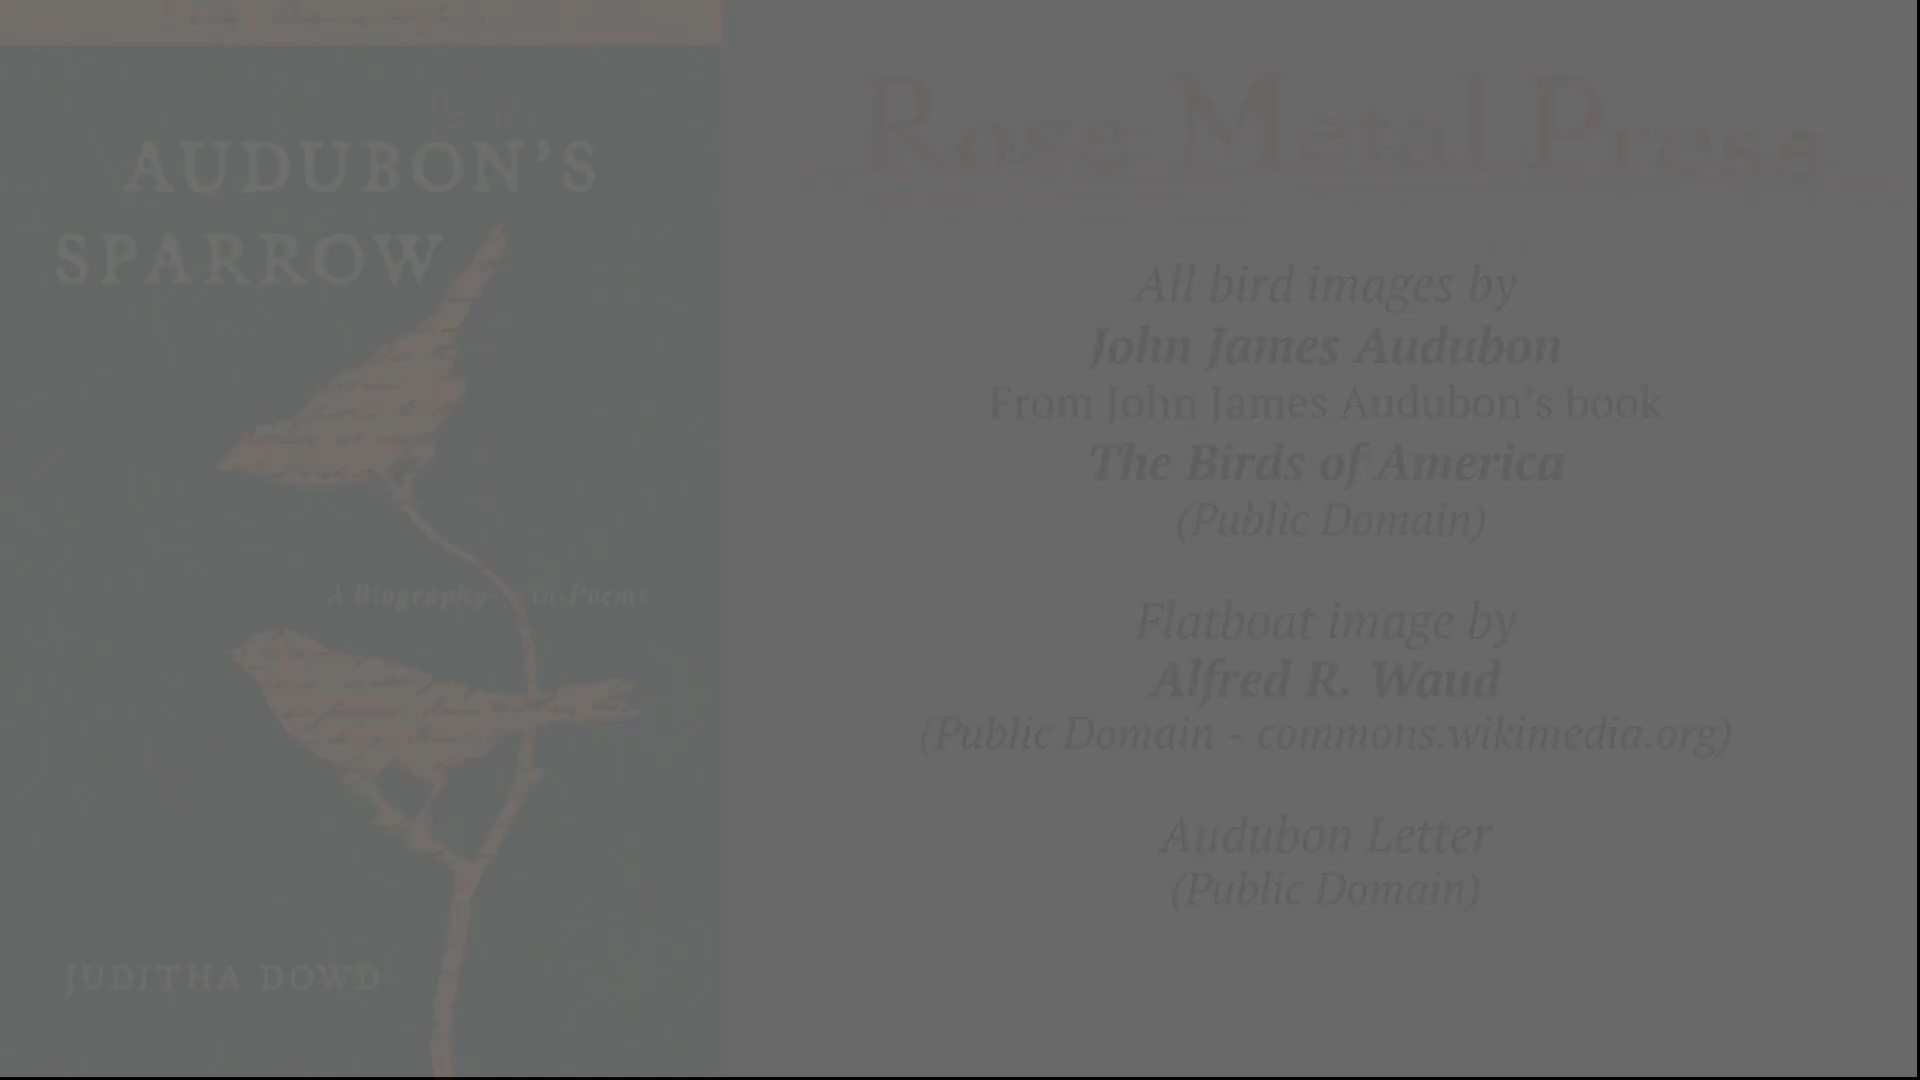 AUDUBON'S
SPARROW
A Biography-in-Poems
JUDITHA DOWD
Rose Metal Press
All bird images by
John James Audubon
From John James Audubon's book
The Birds of America
(Public Domain)
Flatboat image by
Alfred R. Waud
(Public Domain - commons.wikimedia.org)
Audubon Letter
(Public Domain)